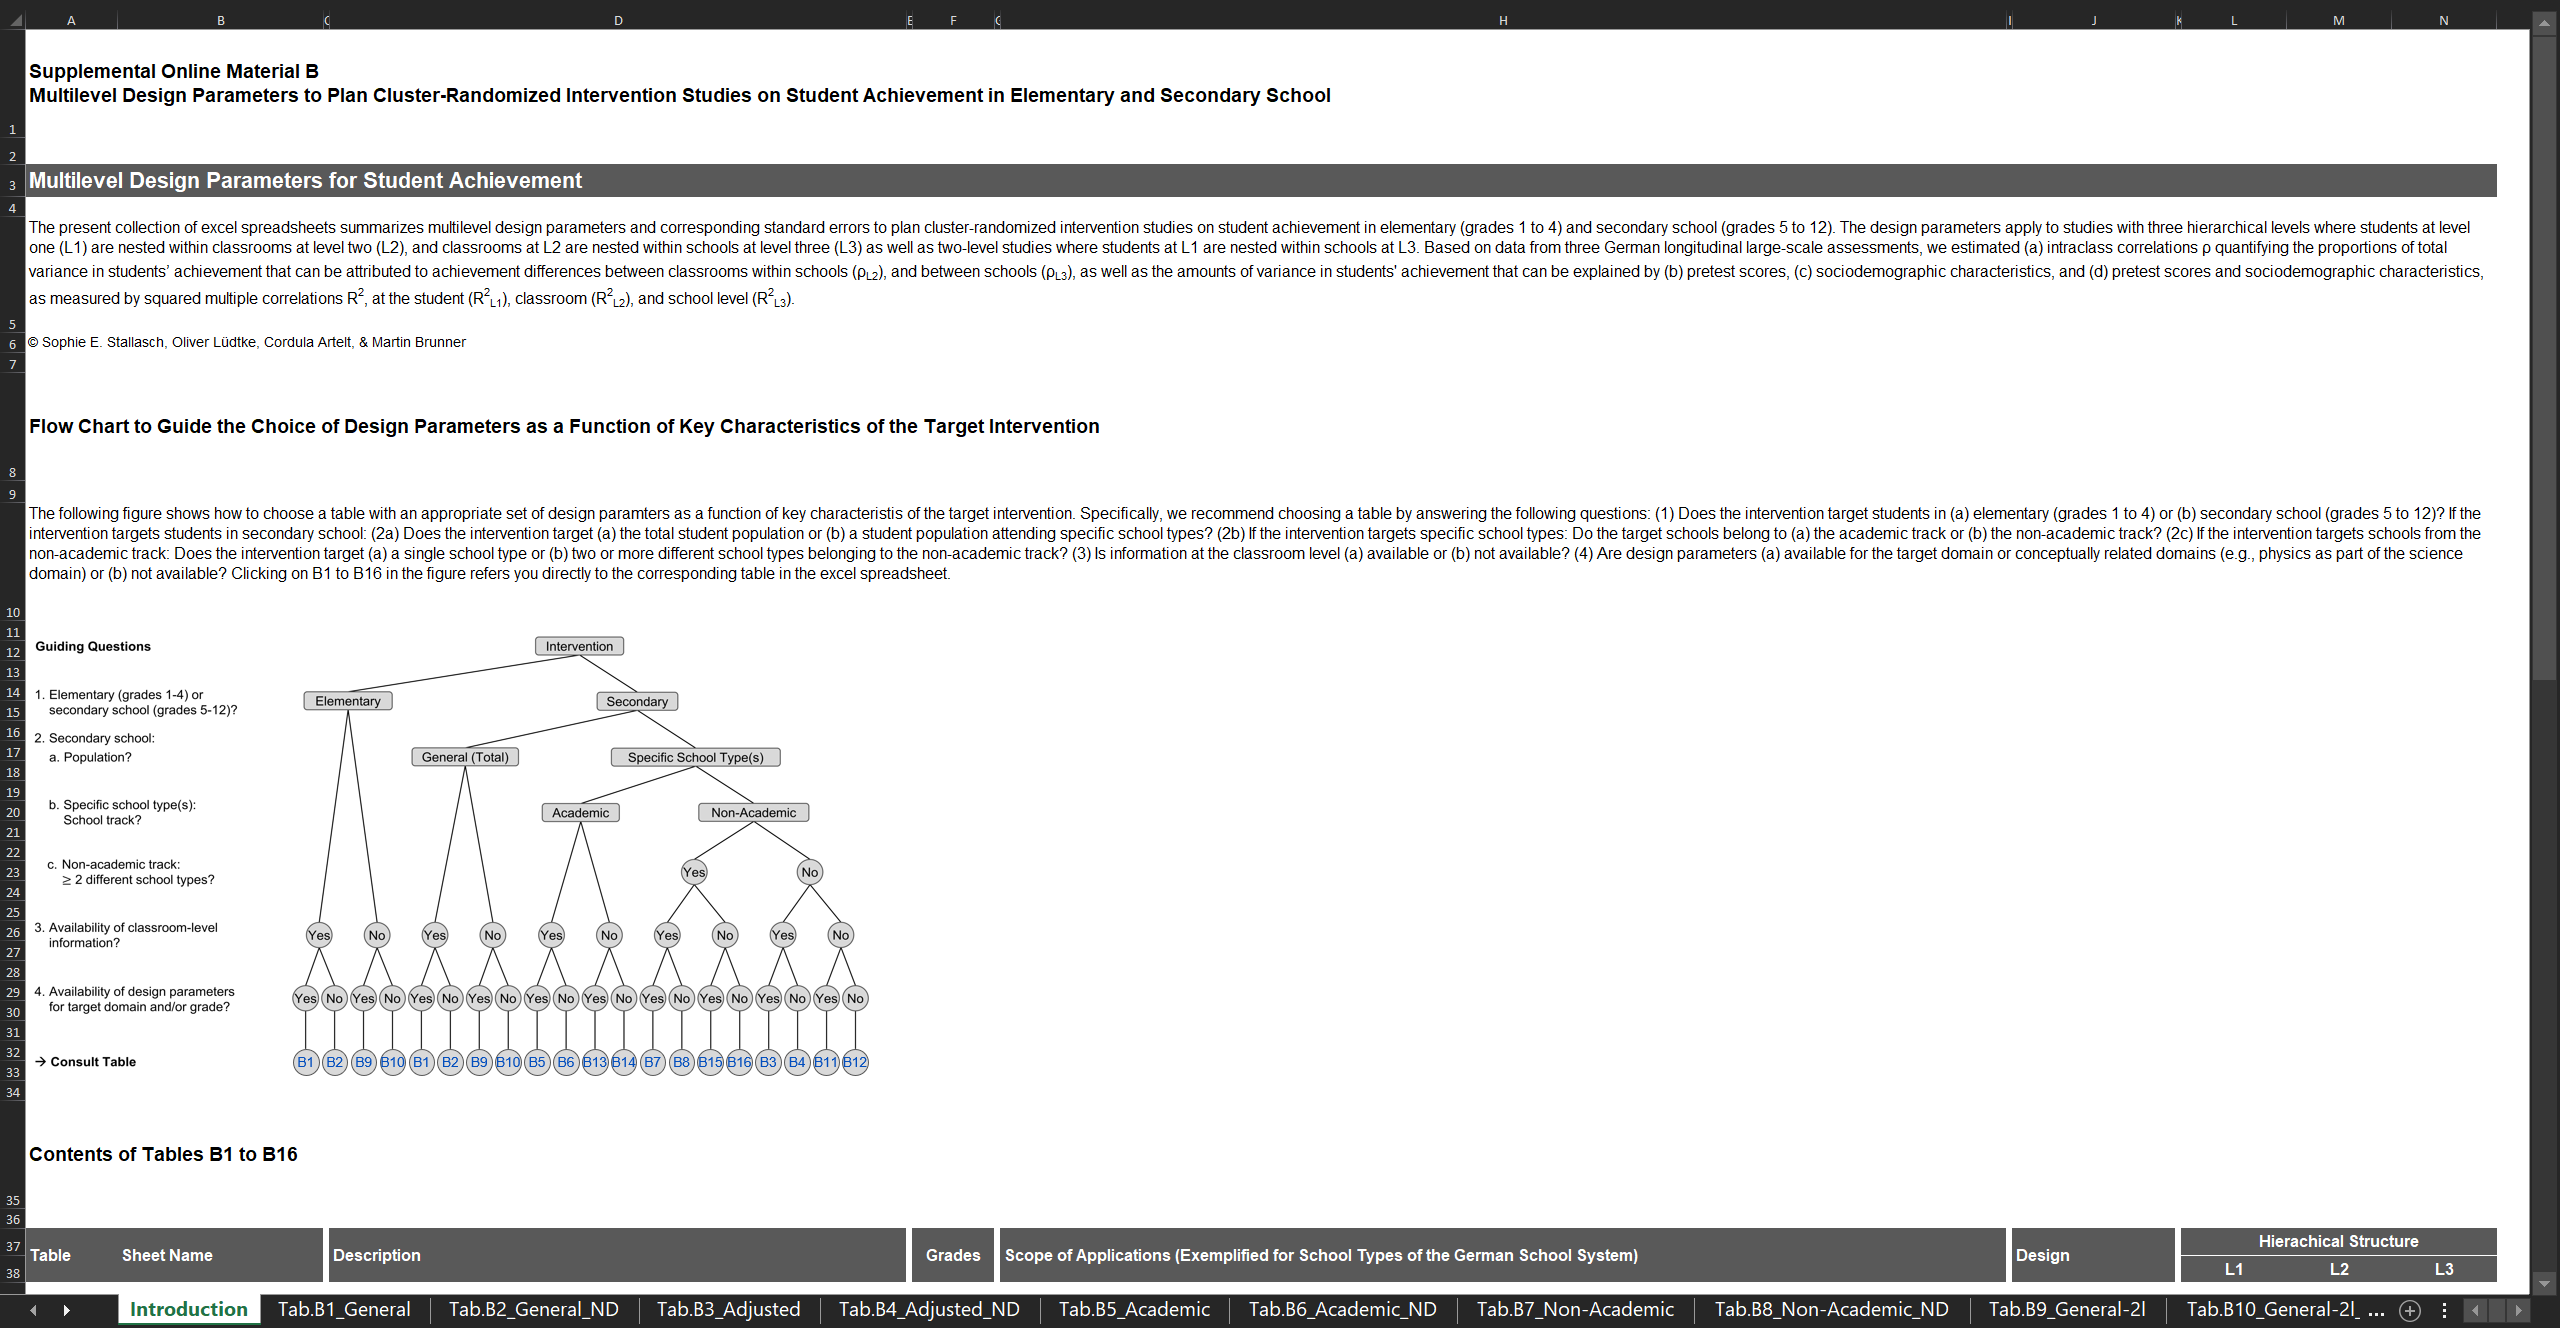 A B C D E F G H I J K L M N
Supplemental Online Material B
Multilevel Design Parameters to Plan Cluster-Randomized Intervention Studies on Student Achievement in Elementary and Secondary School
1
2
3 Multilevel Design Parameters for Student Achievement
4
The present collection of excel spreadsheets summarizes multilevel design parameters and corresponding standard errors to plan cluster-randomized intervention studies on student achievement in elementary (grades 1 to 4) and secondary school (grades 5 to 12). The design parameters apply to studies with three hierarchical levels where students at level
one (L1) are nested within classrooms at level two (L2), and classrooms at L2 are nested within schools at level three (L3) as well as two-level studies where students at L1 are nested within schools at L3. Based on data from three German longitudinal large-scale assessments, we estimated (a) intraclass correlations ρ quantifying the proportions of total
variance in students' achievement that can be attributed to achievement differences between classrooms within schools (ρL2), and between schools (ρL3), as well as the amounts of variance in students' achievement that can be explained by (b) pretest scores, (c) sociodemographic characteristics, and (d) pretest scores and sociodemographic characteristics,
as measured by squared multiple correlations R², at the student (R²L1), classroom (R²L2), and school level (R²L3).
5
6 © Sophie E. Stallasch, Oliver Lüdtke, Cordula Artelt, & Martin Brunner
7
Flow Chart to Guide the Choice of Design Parameters as a Function of Key Characteristics of the Target Intervention
8
9
The following figure shows how to choose a table with an appropriate set of design paramters as a function of key characteristis of the target intervention. Specifically, we recommend choosing a table by answering the following questions: (1) Does the intervention target students in (a) elementary (grades 1 to 4) or (b) secondary school (grades 5 to 12)? If the
intervention targets students in secondary school: (2a) Does the intervention target (a) the total student population or (b) a student population attending specific school types? (2b) If the intervention targets specific school types: Do the target schools belong to (a) the academic track or (b) the non-academic track? (2c) If the intervention targets schools from the
non-academic track: Does the intervention target (a) a single school type or (b) two or more different school types belonging to the non-academic track? (3) Is information at the classroom level (a) available or (b) not available? (4) Are design parameters (a) available for the target domain or conceptually related domains (e.g., physics as part of the science
domain) or (b) not available? Clicking on B1 to B16 in the figure refers you directly to the corresponding table in the excel spreadsheet.
10
11
12 Guiding Questions Intervention
13
14 1. Elementary (grades 1-4) or
15 secondary school (grades 5-12)? Elementary Secondary
16 2. Secondary school:
17 a. Population? General (Total) Specific School Type(s)
18
19
b. Specific school type(s):
20 School track? Academic Non-Academic
21
22
c. Non-academic track:
23 ≥ 2 different school types? Yes No
24
25
3. Availability of classroom-level
26 information? Yes No Yes No Yes No Yes No Yes No
27
28
29 4. Availability of design parameters
30 for target domain and/or grade? Yes No Yes No Yes No Yes No Yes No Yes No Yes No Yes No Yes No Yes No
31
32
→ Consult Table B1 B2 B9 B10 B1 B2 B9 B10 B5 B6 B13 B14 B7 B8 B15 B16 B3 B4 B11 B12
33
34
Contents of Tables B1 to B16
35
36
37 Table Sheet Name Description Grades Scope of Applications (Exemplified for School Types of the German School System) Design Hierachical Structure
38 L1 L2 L3
Introduction Tab.B1_General Tab.B2_General_ND Tab.B3_Adjusted Tab.B4_Adjusted_ND Tab.B5_Academic Tab.B6_Academic_ND Tab.B7_Non-Academic Tab.B8_Non-Academic_ND Tab.B9_General-2l Tab.B10_General-2l_ ...